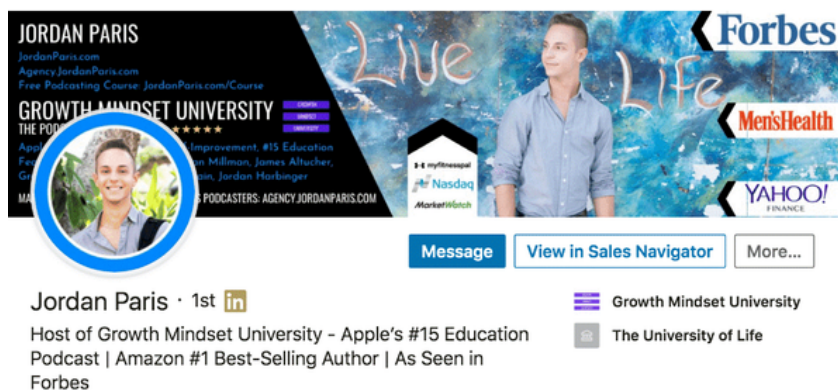 JORDAN PARIS
JordanParis.com
Agency.JordanParis.com
Free Podcasting Course: JordanParis.com/Course
GROWTH MINDSET UNIVERSITY
GROWTH
MINDSET
UNIVERSITY
THE ★★★★★
Improvement, #15 Education
Millman, James Altucher,
Jordan Harbinger
PODCASTERS: AGENCY.JORDANPARIS.COM
Live Life
myfitnesspal
Nasdaq
MarketWatch
Forbes
Men'sHealth
YAHOO!
FINANCE
Message
View in Sales Navigator
More...
Jordan Paris · 1st in
Host of Growth Mindset University - Apple's #15 Education
Podcast | Amazon #1 Best-Selling Author | As Seen in
Forbes
Growth Mindset University
The University of Life